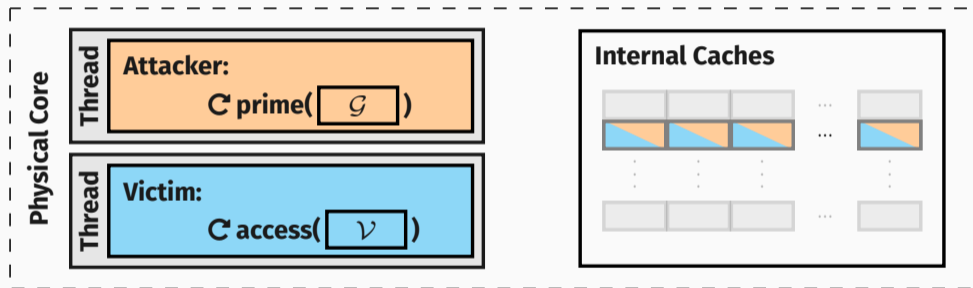 Physical Core
Thread
Attacker:
prime( 𝒢 )
Thread
Victim:
access( 𝒱 )
Internal Caches
...
...
...